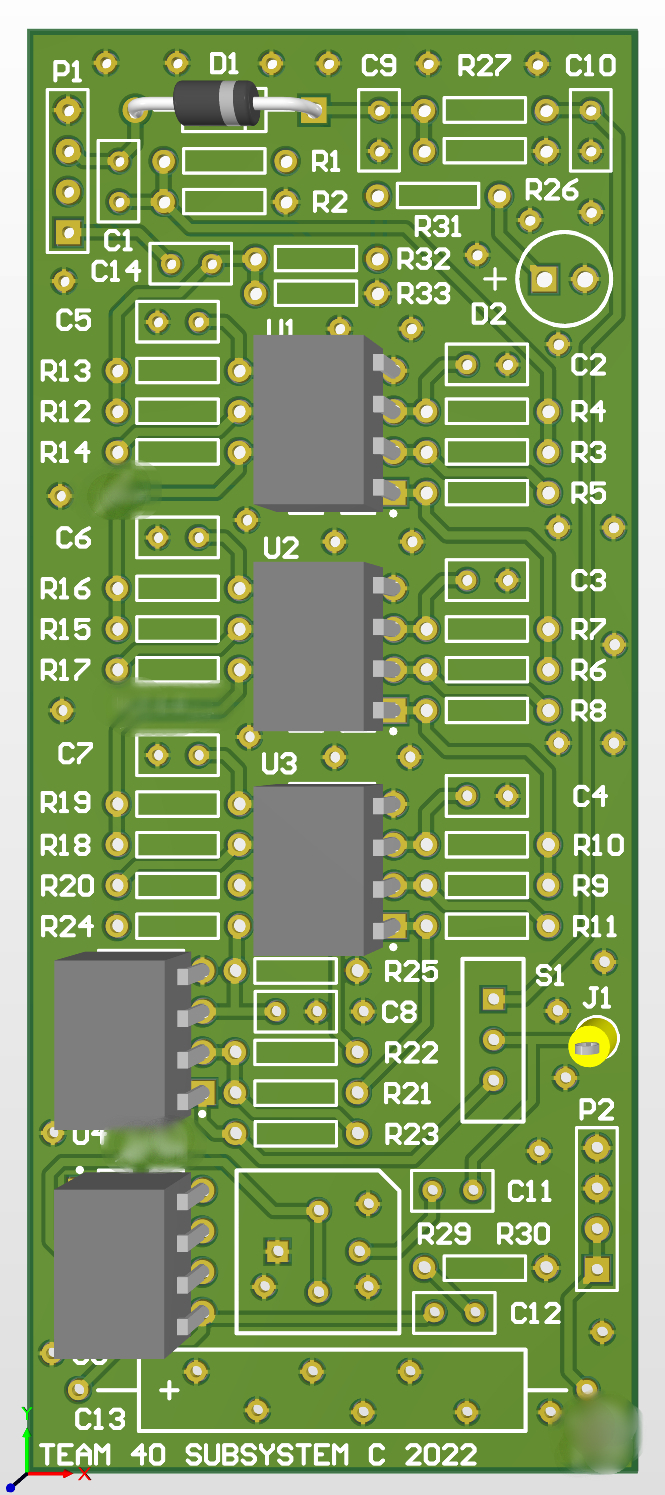 P1 D1 C9 R27 C10
R1
R2 R26
C1 R31
C14 R32
R33 + D2
C5 U1
R13 C2
R12 R4
R14 R3
R5
C6 U2
R16 C3
R15 R7
R17 R6
R8
C7 U3
R19 C4
R18 R10
R20 R9
R24 R11
R25 S1
C8 J1
R22
R21
P2
U4 R23
C11
R29 R30
C12
+
C13
TEAM 40 SUBSYSTEM C 2022
Y
X